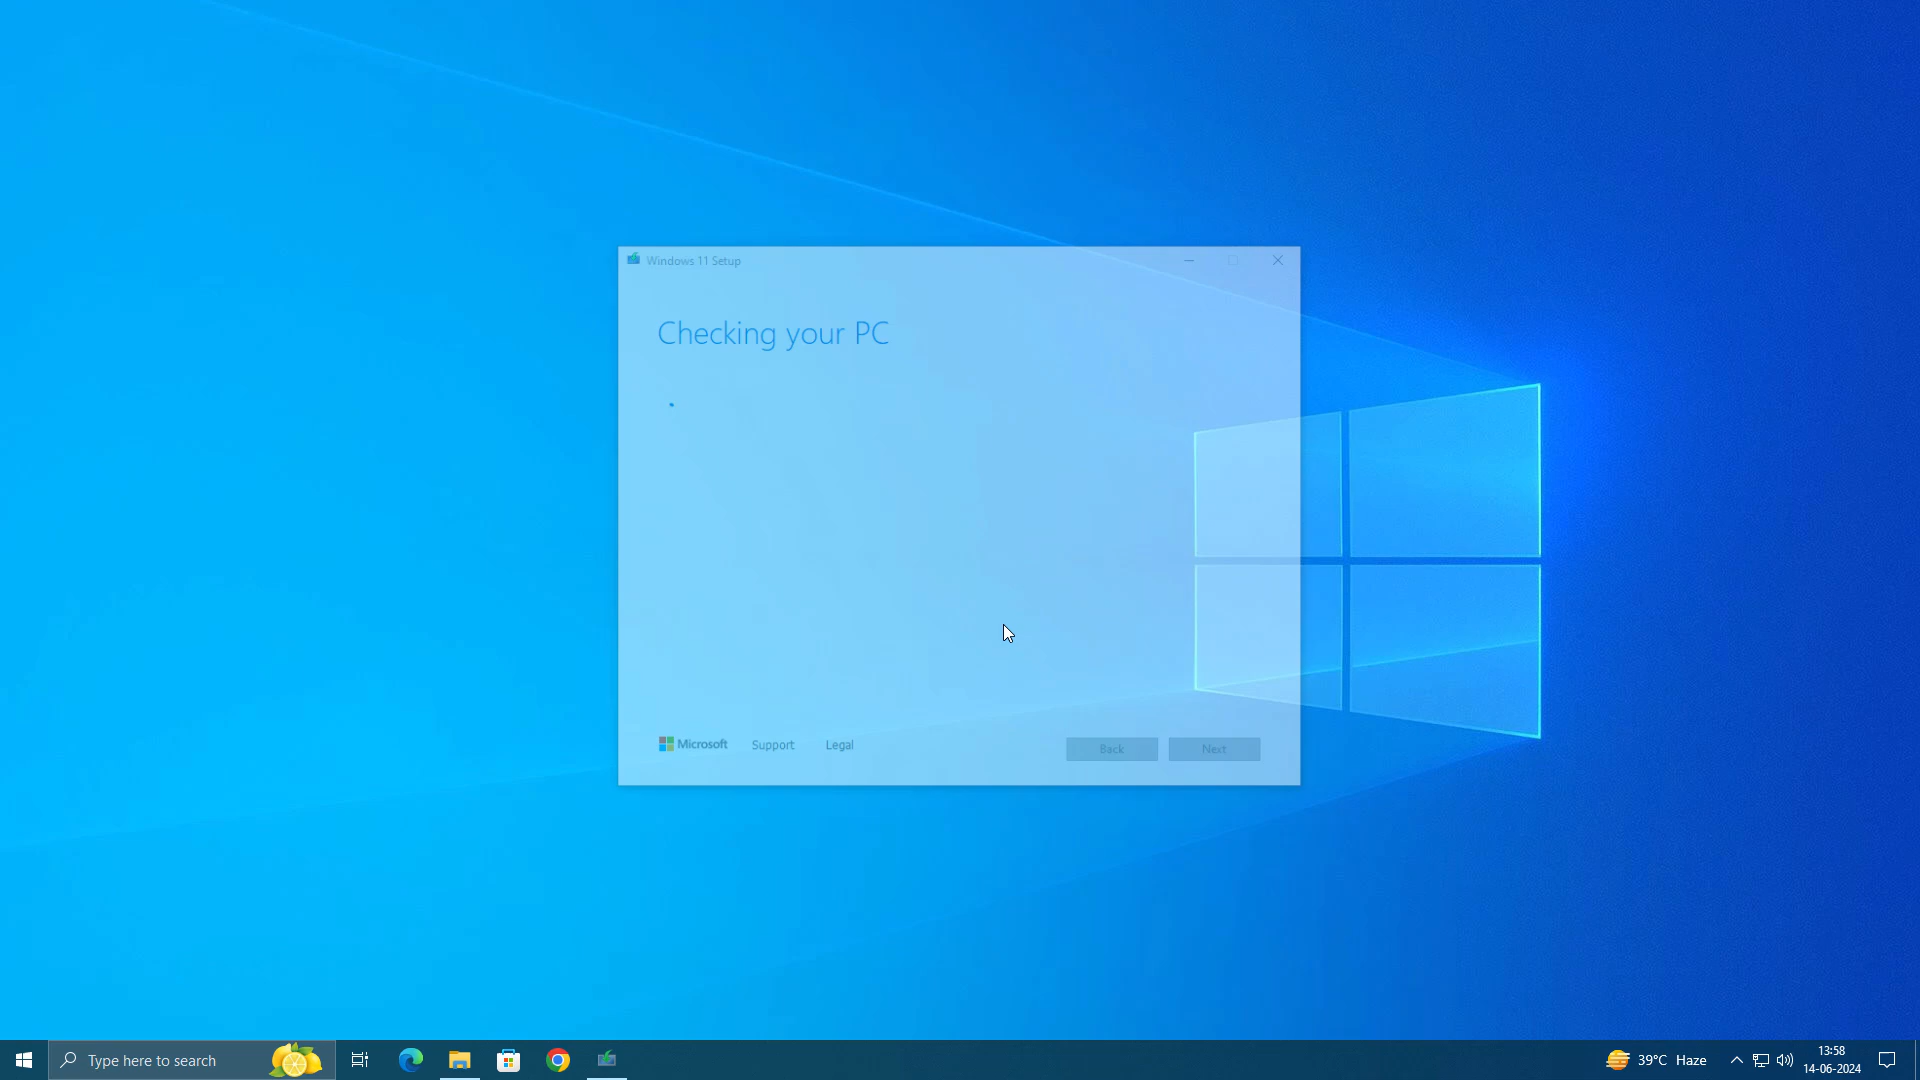 Windows 11 Setup
Checking your PC
Microsoft Support Legal
Back Next
Type here to search
39°C Haze
13:58
14-06-2024